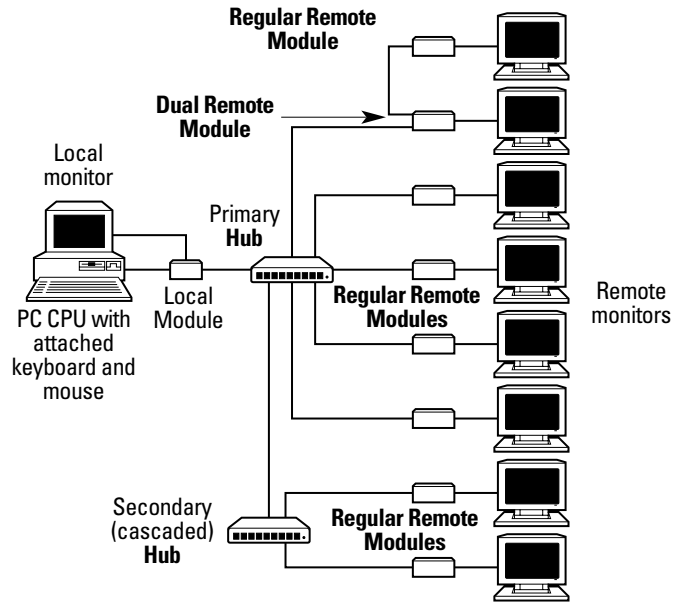 Regular Remote
Module
Dual Remote
Module
Local
monitor
Primary
Hub
Local
Module
Regular Remote
Modules
Remote
monitors
PC CPU with
attached
keyboard and
mouse
Secondary
(cascaded)
Hub
Regular Remote
Modules